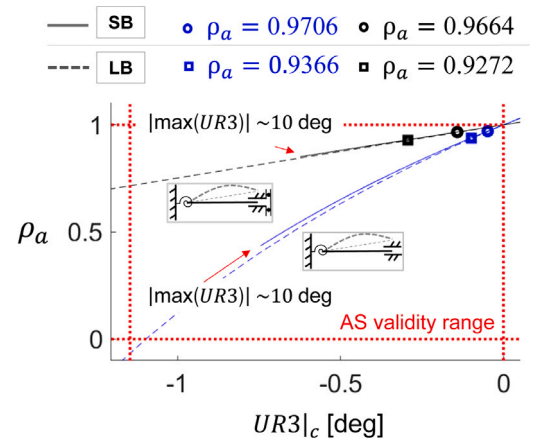 SB ρₐ = 0.9706 ρₐ = 0.9664
LB ρₐ = 0.9366 ρₐ = 0.9272
|max(UR3)| ~10 deg
1
ρₐ
0.5
|max(UR3)| ~10 deg
AS validity range
0
-1 -0.5 0
UR3|_c [deg]